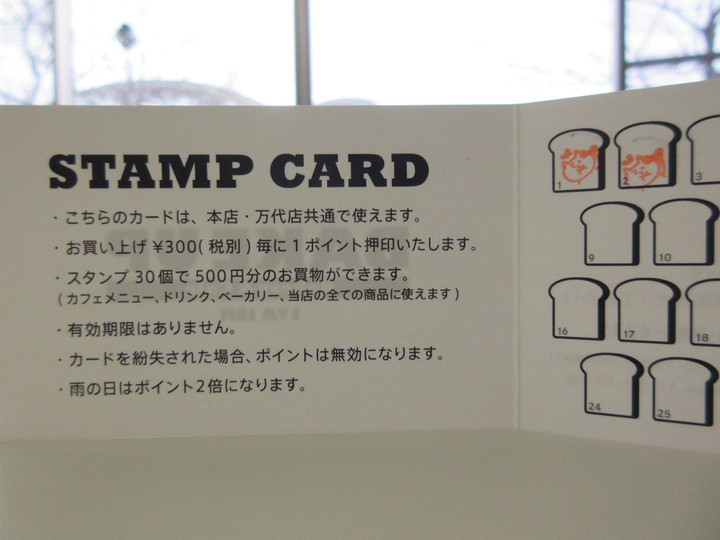 STAMP CARD
・こちらのカードは、本店・万代店共通で使えます。
・お買い上げ ¥300( 税別 ) 毎に1ポイント押印いたします。
・スタンプ 30個で 500円分のお買物ができます。
( カフェメニュー、ドリンク、ベーカリー、当店の全ての商品に使えます )
・有効期限はありません。
・カードを紛失された場合、ポイントは無効になります。
・雨の日はポイント2倍になります。
1 2 3
9 10
16 17 18
24 25